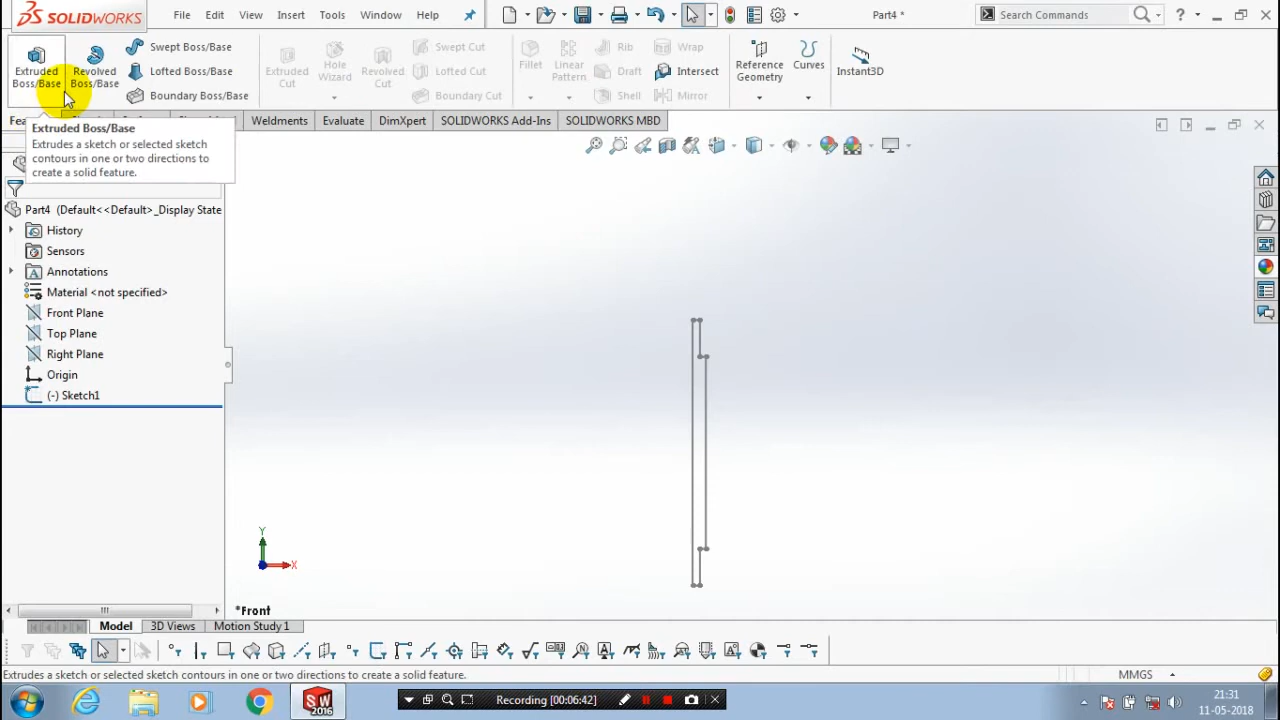 SOLIDWORKS
File Edit View Insert Tools Window Help
Part4 *
Search Commands
?
Extruded
Boss/Base
Revolved
Boss/Base
Swept Boss/Base
Lofted Boss/Base
Boundary Boss/Base
Extruded
Cut
Hole
Wizard
Revolved
Cut
Swept Cut
Lofted Cut
Boundary Cut
Fillet
Linear
Pattern
Rib
Draft
Shell
Wrap
Intersect
Mirror
Reference
Geometry
Curves
Instant3D
Weldments Evaluate DimXpert SOLIDWORKS Add-Ins SOLIDWORKS MBD
Extruded Boss/Base
Extrudes a sketch or selected sketch
contours in one or two directions to
create a solid feature.
Part4 (Default<<Default>_Display State
History
Sensors
Annotations
Material <not specified>
Front Plane
Top Plane
Right Plane
Origin
(-) Sketch1
Y
X
*Front
Model 3D Views Motion Study 1
Extrudes a sketch or selected sketch contours in one or two directions to create a solid feature.
MMGS
SW
2016
Recording [00:06:42]
21:31
11-05-2018